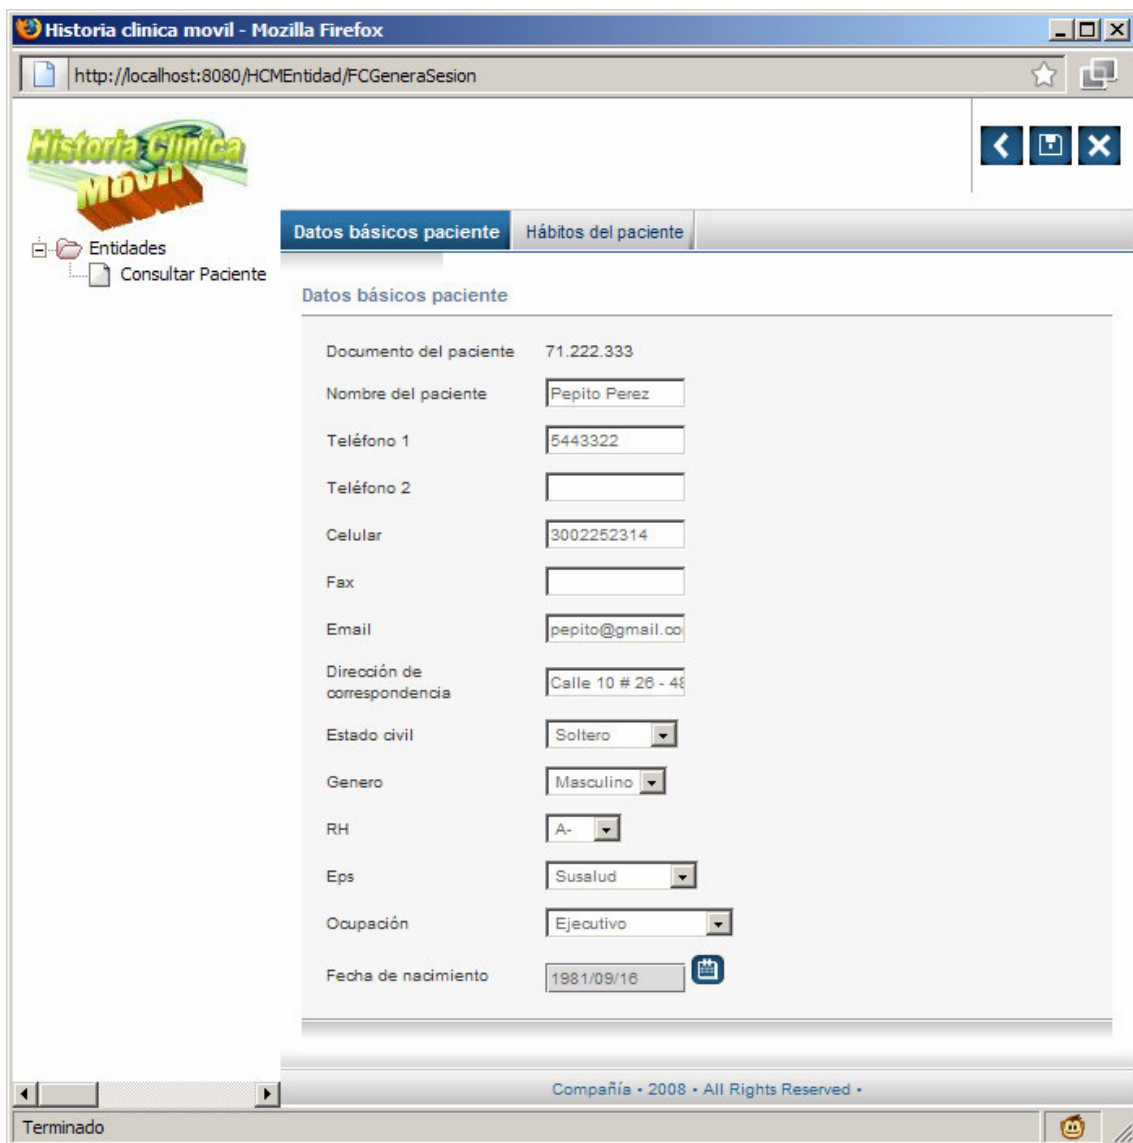 Historia clinica movil - Mozilla Firefox
http://localhost:8080/HCMEntidad/FCGeneraSesion
Historia Clinica
Movil
Entidades
Consultar Paciente
Datos básicos paciente Hábitos del paciente
Datos básicos paciente
Documento del paciente 71.222.333
Nombre del paciente Pepito Perez
Teléfono 1 5443322
Teléfono 2
Celular 3002252314
Fax
Email pepito@gmail.co
Dirección de
correspondencia Calle 10 # 26 - 48
Estado civil Soltero
Genero Masculino
RH A-
Eps Susalud
Ocupación Ejecutivo
Fecha de nacimiento 1981/09/16
Compañía • 2008 • All Rights Reserved •
Terminado